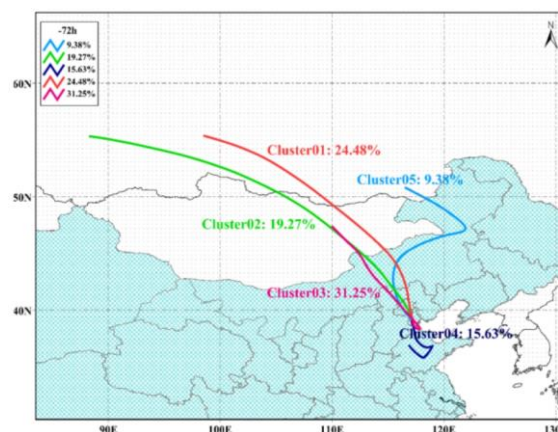 -72h
9.38%
19.27%
15.63%
24.48%
31.25%
N
60N
Cluster01: 24.48%
Cluster05: 9.38%
50N
Cluster02: 19.27%
Cluster03: 31.25%
40N
Cluster04: 15.63%
90E
100E
110E
120E